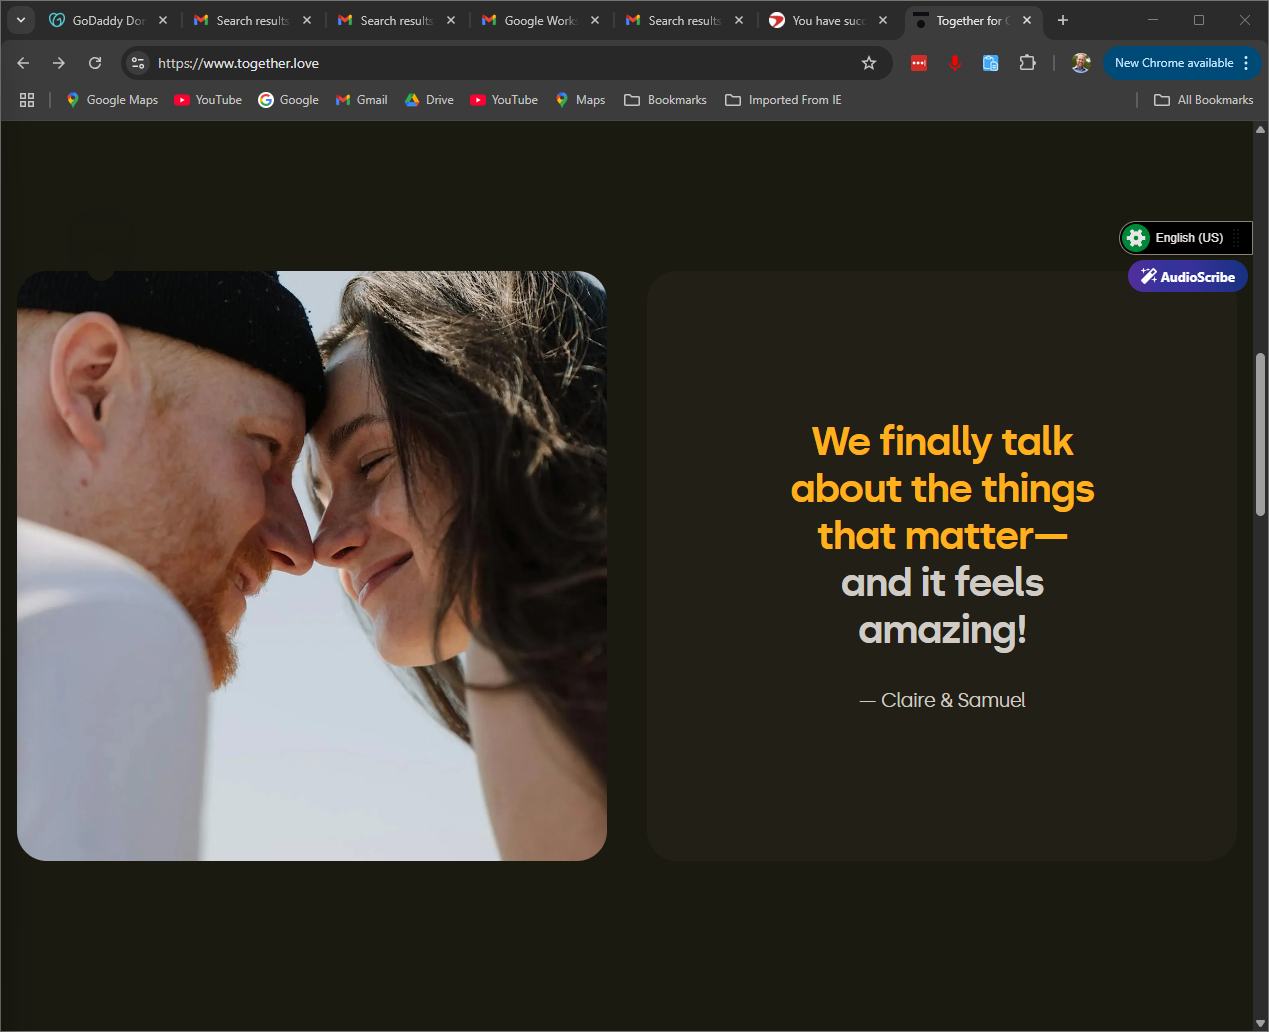 GoDaddy Do
Search results
Search results
Google Work
Search results
You have succ
Together for
https://www.together.love
New Chrome available
Google Maps
YouTube
Google
Gmail
Drive
YouTube
Maps
Bookmarks
Imported From IE
All Bookmarks
English (US)
AudioScribe
We finally talk
about the things
that matter—
and it feels
amazing!
— Claire & Samuel